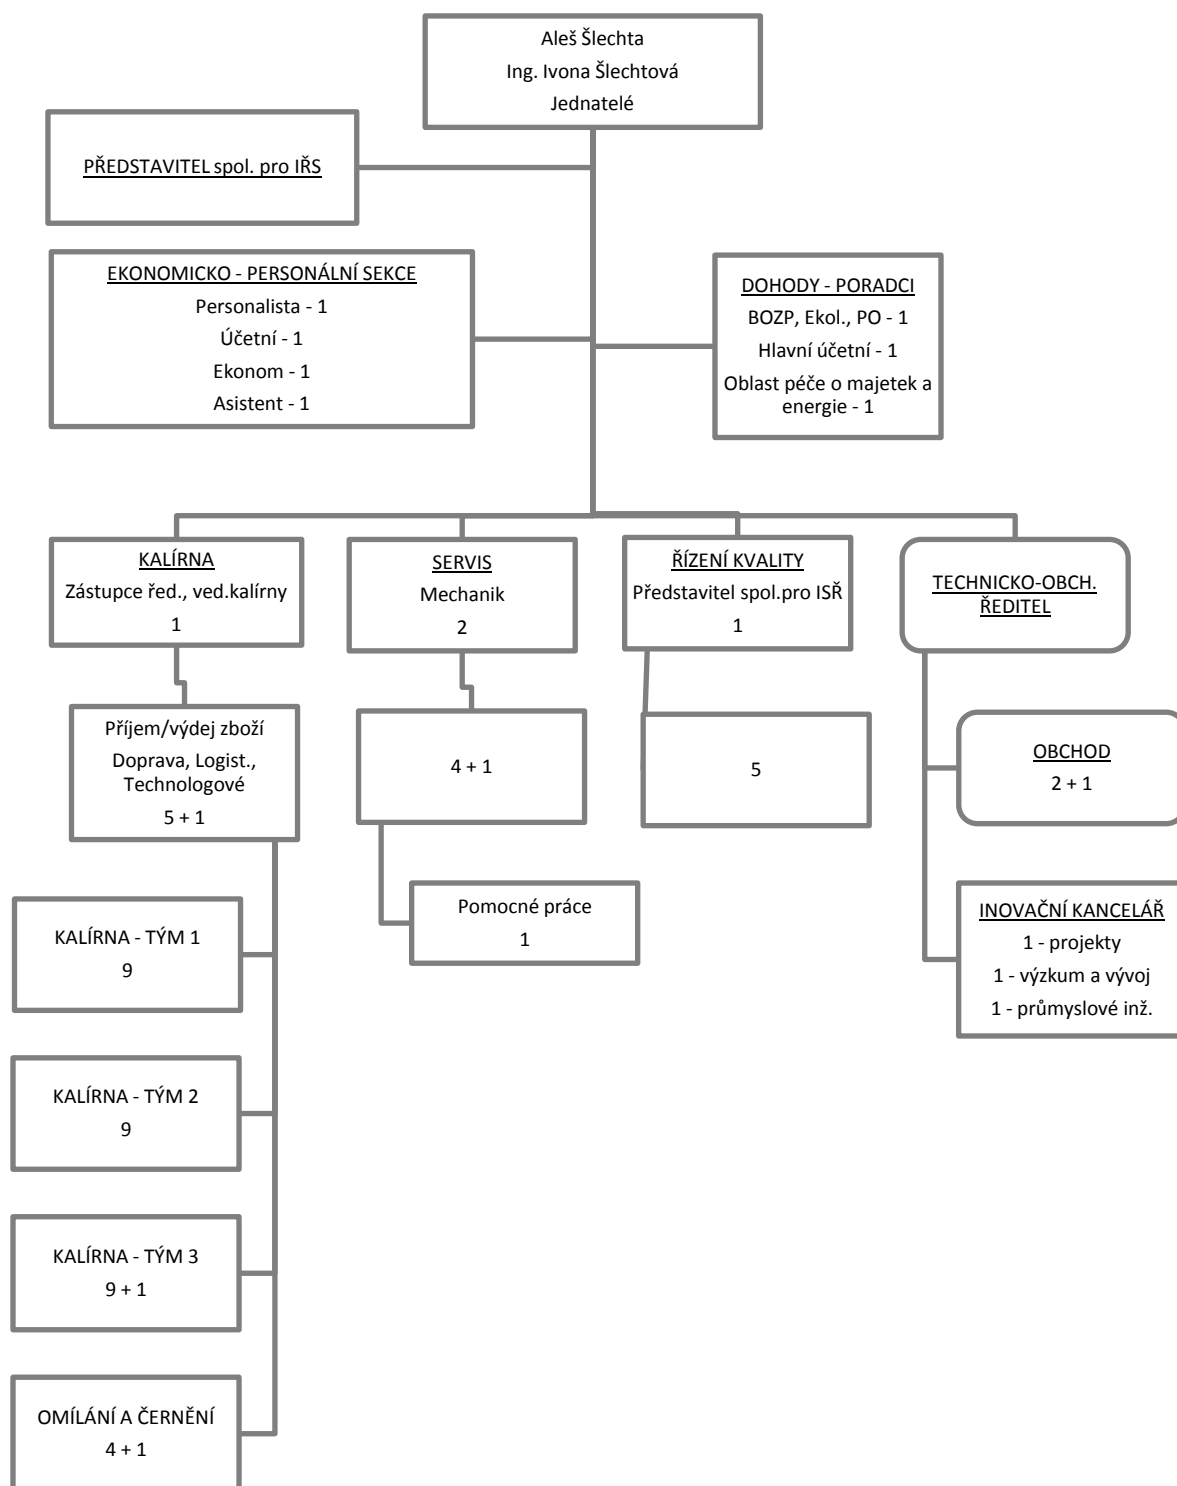 Aleš Šlechta
Ing. Ivona Šlechtová
Jednatelé
PŘEDSTAVITEL spol. pro IŘS
EKONOMICKO - PERSONÁLNÍ SEKCE
Personalista - 1
Účetní - 1
Ekonom - 1
Asistent - 1
DOHODY - PORADCI
BOZP, Ekol., PO - 1
Hlavní účetní - 1
Oblast péče o majetek a
energie - 1
KALÍRNA
Zástupce řed., ved.kalírny
1
SERVIS
Mechanik
2
ŘÍZENÍ KVALITY
Představitel spol.pro ISŘ
1
TECHNICKO-OBCH.
ŘEDITEL
Příjem/výdej zboží
Doprava, Logist.,
Technologové
5 + 1
4 + 1
5
OBCHOD
2 + 1
Pomocné práce
1
INOVAČNÍ KANCELÁŘ
1 - projekty
1 - výzkum a vývoj
1 - průmyslové inž.
KALÍRNA - TÝM 1
9
KALÍRNA - TÝM 2
9
KALÍRNA - TÝM 3
9 + 1
OMÍLÁNÍ A ČERNĚNÍ
4 + 1